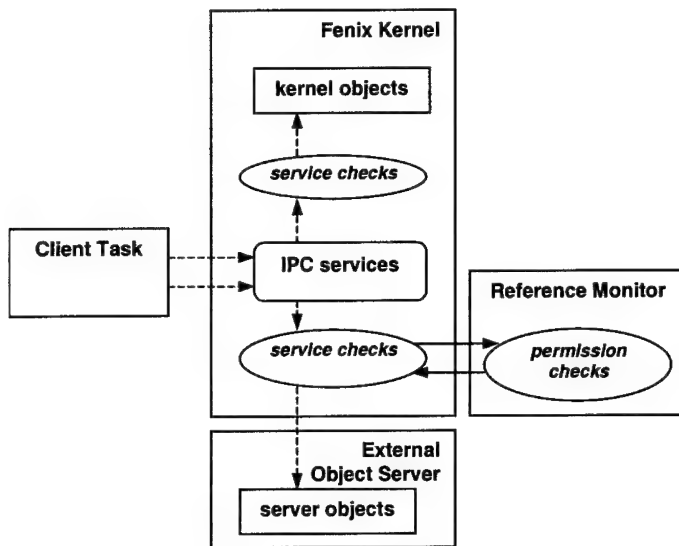 Fenix Kernel
kernel objects
service checks
Client Task
IPC services
Reference Monitor
service checks
permission
checks
External
Object Server
server objects